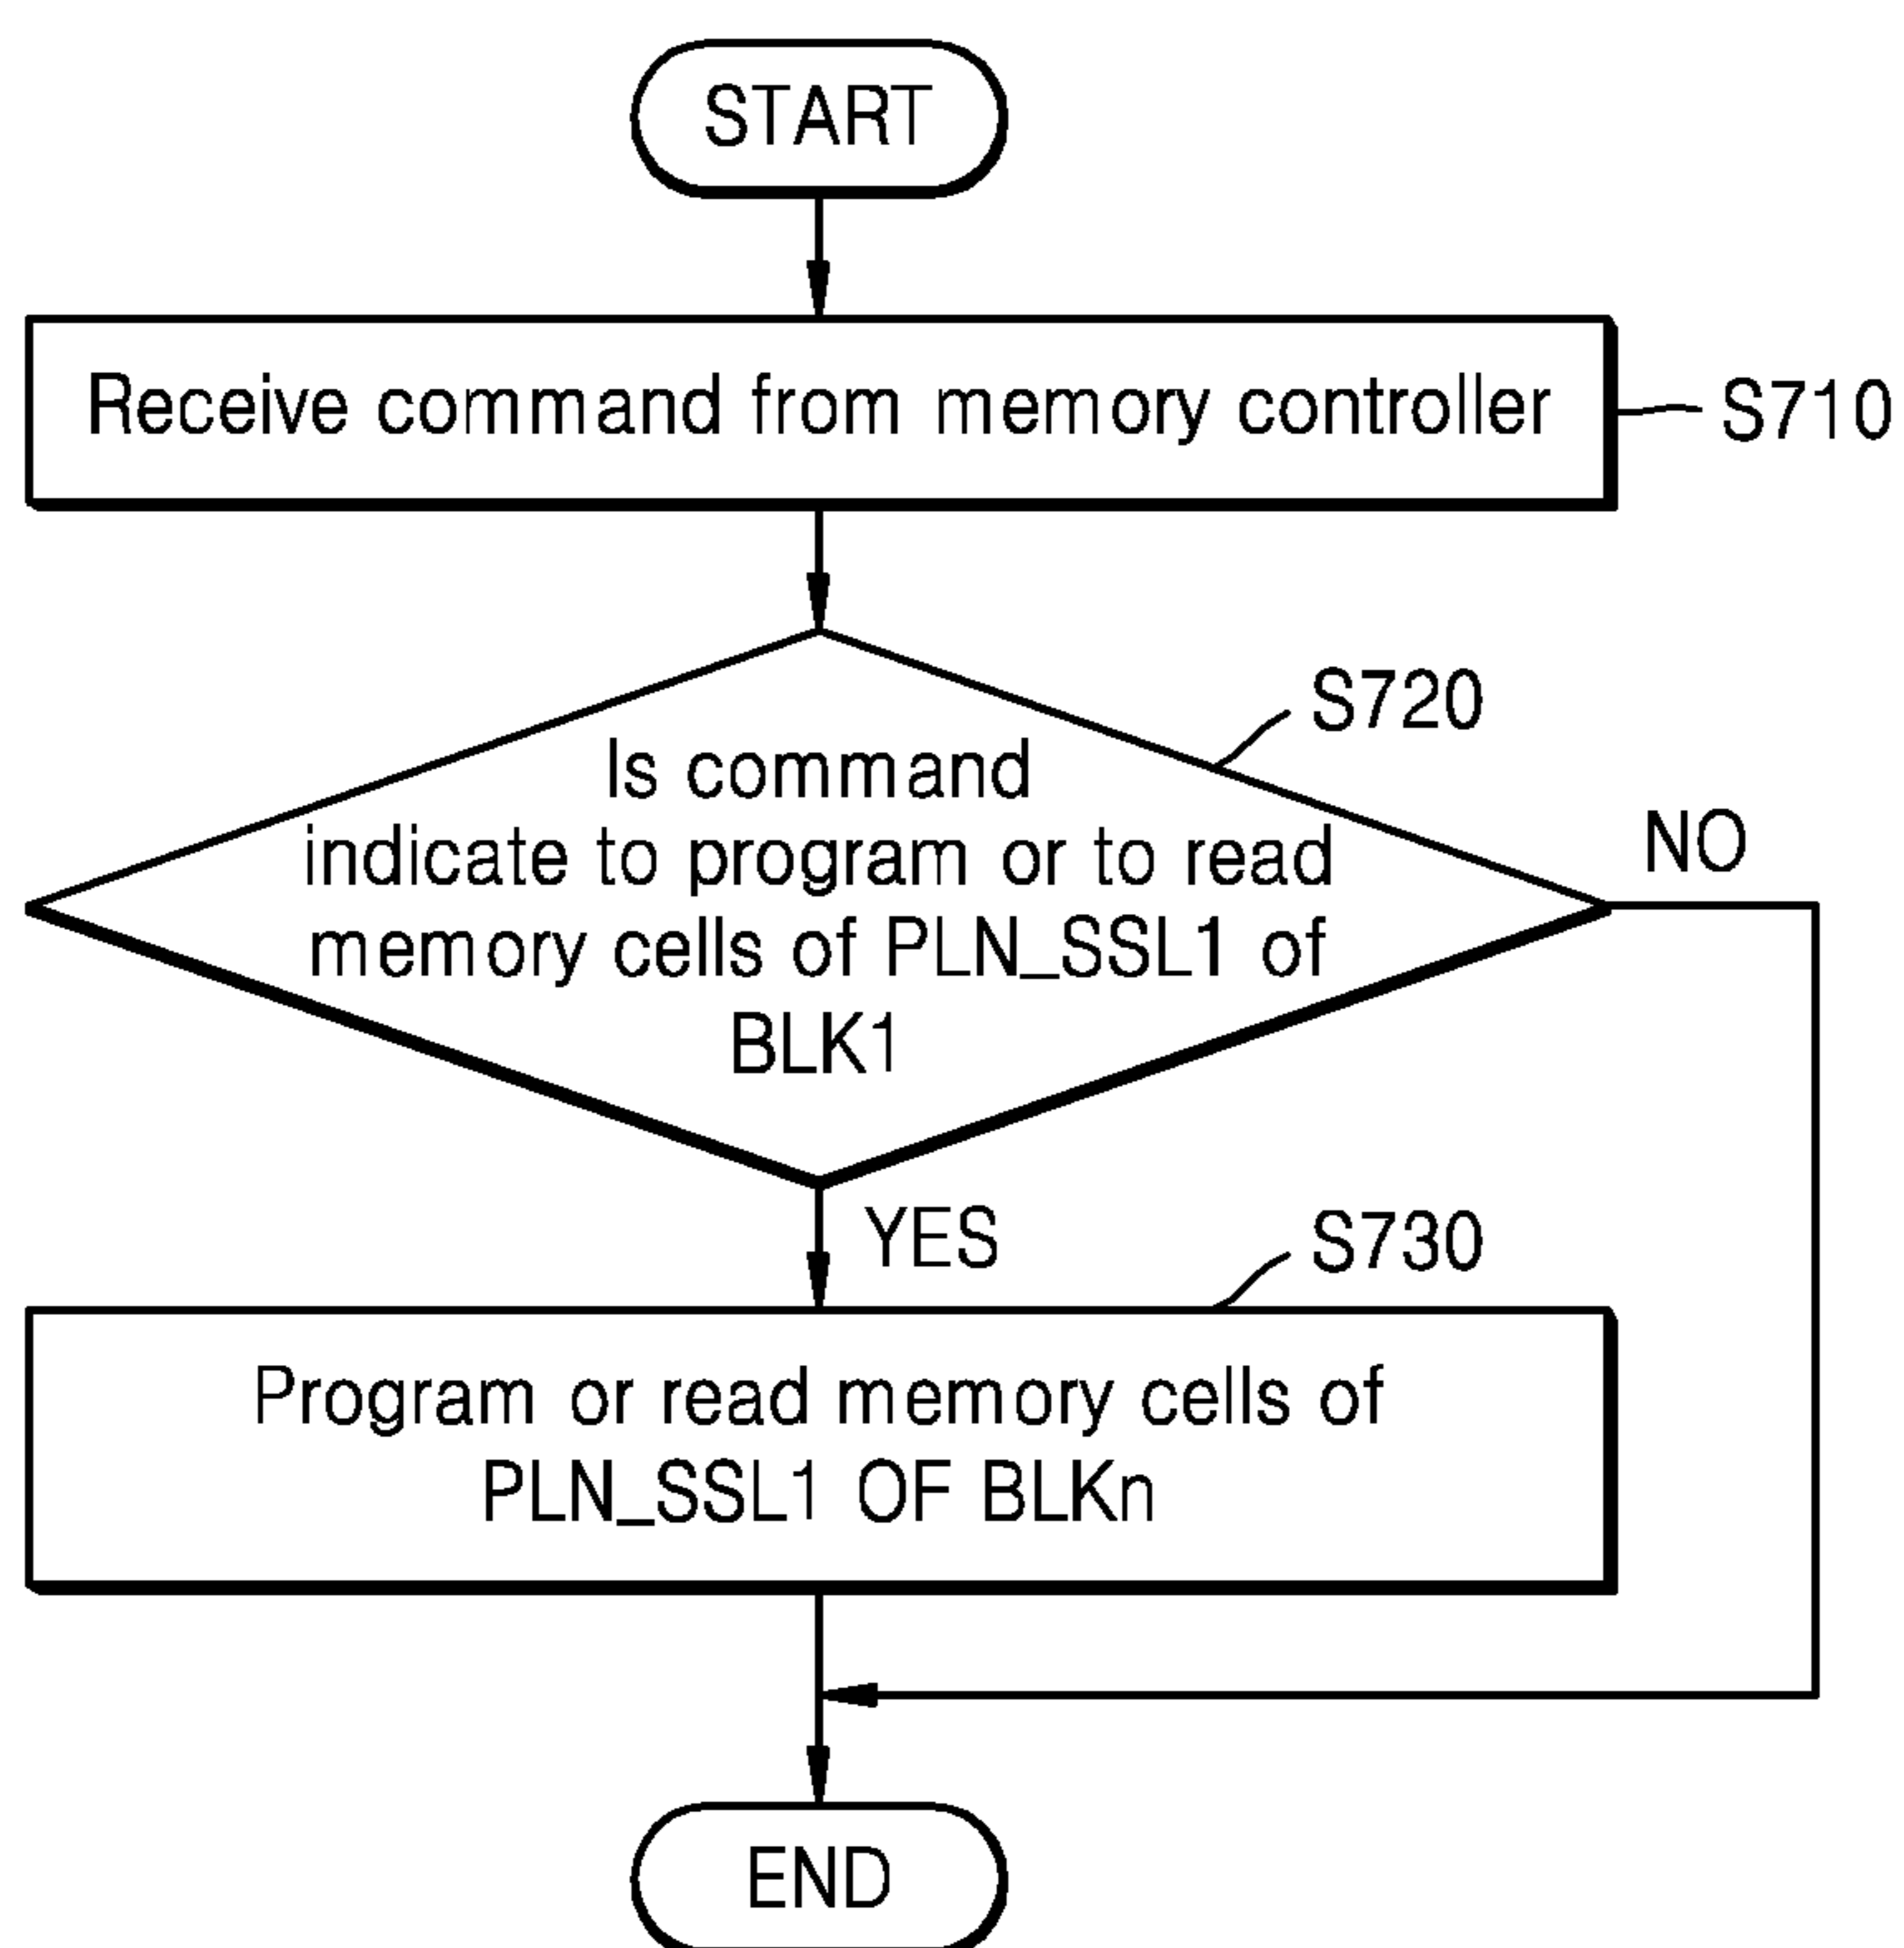 START
Receive command from memory controller
S710
S720
Is command
indicate to program or to read
memory cells of PLN_SSL1 of
BLK1
NO
YES
S730
Program or read memory cells of
PLN_SSL1 OF BLKn
END